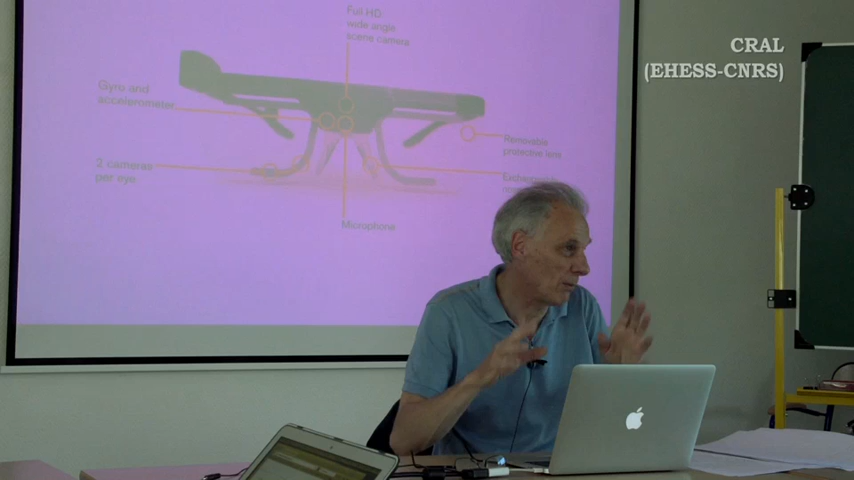 Full HD
wide angle
scene camera
CRAL
(EHESS-CNRS)
Gyro and
accelerometer
Removable
protective lens
2 cameras
per eye
Microphone